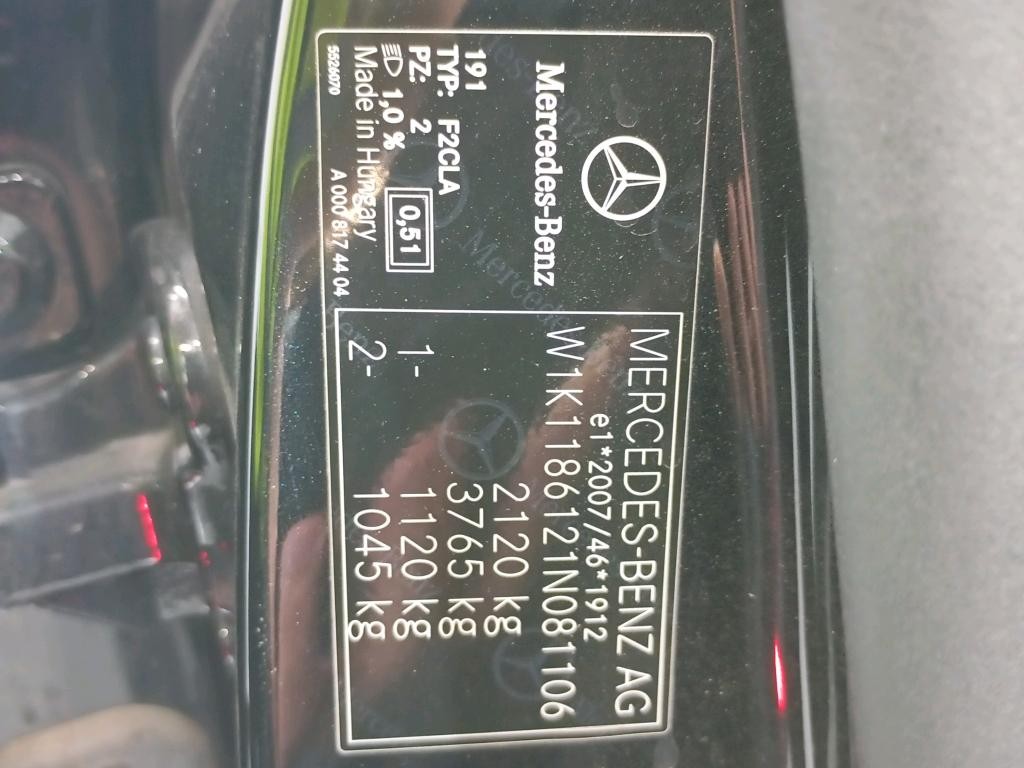 Mercedes-Benz
191
TYP: F2CLA
PZ: 2
1,0 %
0,51
Made in Hungary
55926070
A 000 817 44 04
MERCEDES-BENZ AG
e1*2007/46*1912
W1K1186121N081106
2120 kg
3765 kg
1- 1120 kg
2- 1045 kg